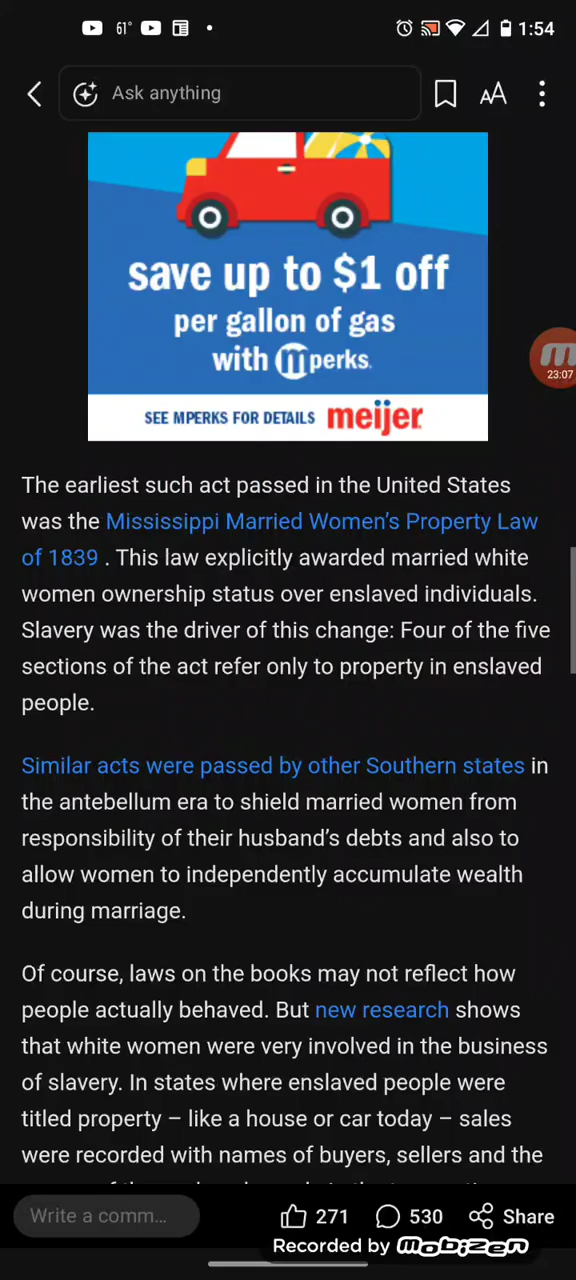 61° 1:54
Ask anything AA
save up to $1 off
per gallon of gas
with mperks.
SEE MPERKS FOR DETAILS meijer
m
23:07
The earliest such act passed in the United States
was the Mississippi Married Women’s Property Law
of 1839 . This law explicitly awarded married white
women ownership status over enslaved individuals.
Slavery was the driver of this change: Four of the five
sections of the act refer only to property in enslaved
people.
Similar acts were passed by other Southern states in
the antebellum era to shield married women from
responsibility of their husband’s debts and also to
allow women to independently accumulate wealth
during marriage.
Of course, laws on the books may not reflect how
people actually behaved. But new research shows
that white women were very involved in the business
of slavery. In states where enslaved people were
titled property – like a house or car today – sales
were recorded with names of buyers, sellers and the
Write a comm... 271 530 Share
Recorded by mobizen